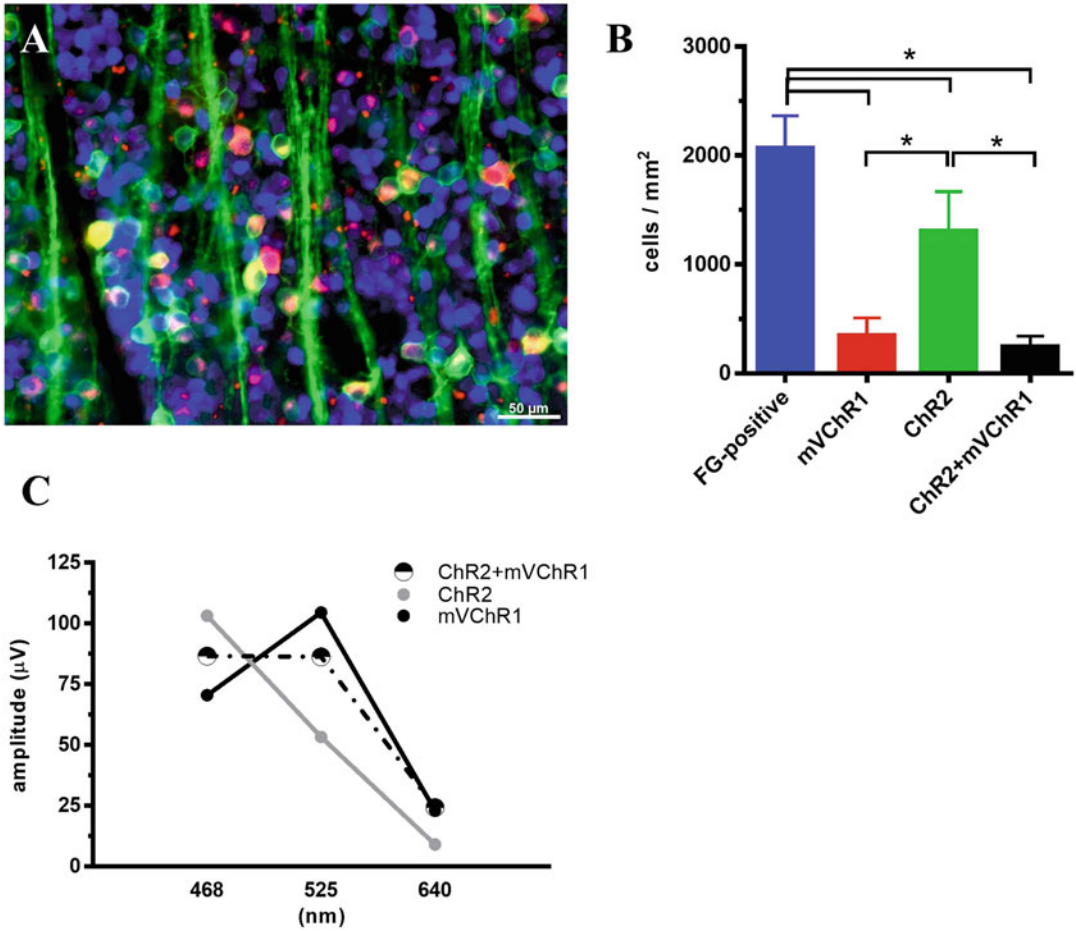 A
50 µm
B
3000
2000
1000
0
cells / mm²
*
*
*
FG-positive
mVChR1
ChR2
ChR2+mVChR1
C
125
100
75
50
25
0
amplitude (µV)
ChR2+mVChR1
ChR2
mVChR1
468
525
640
(nm)